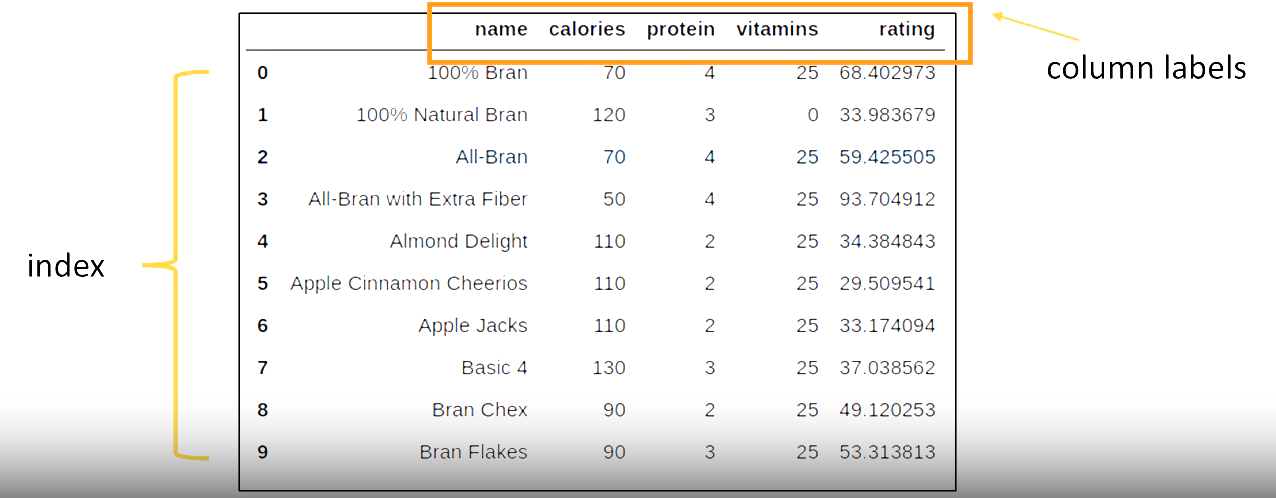 name calories protein vitamins rating
column labels
0 100% Bran 70 4 25 68.402973
1 100% Natural Bran 120 3 0 33.983679
2 All-Bran 70 4 25 59.425505
3 All-Bran with Extra Fiber 50 4 25 93.704912
4 Almond Delight 110 2 25 34.384843
index
5 Apple Cinnamon Cheerios 110 2 25 29.509541
6 Apple Jacks 110 2 25 33.174094
7 Basic 4 130 3 25 37.038562
8 Bran Chex 90 2 25 49.120253
9 Bran Flakes 90 3 25 53.313813